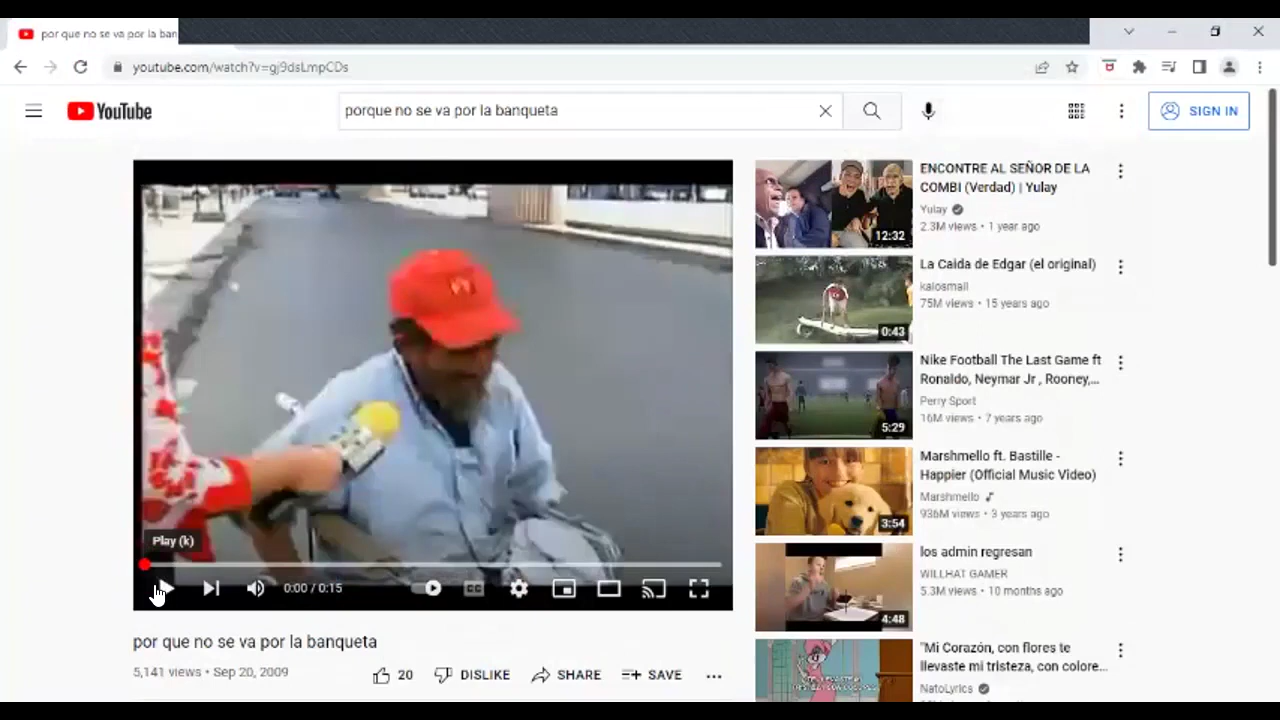 por que no se va por la ban
youtube.com/watch?v=gj9dsLmpCDs
YouTube
porque no se va por la banqueta
SIGN IN
Play (k)
0:00 / 0:15
CC
por que no se va por la banqueta
5,141 views • Sep 20, 2009
20
DISLIKE
SHARE
SAVE
ENCONTRE AL SEÑOR DE LA
COMBI (Verdad) | Yulay
Yulay
2.3M views • 1 year ago
12:32
La Caida de Edgar (el original)
kalosmall
75M views • 15 years ago
0:43
Nike Football The Last Game ft
Ronaldo, Neymar Jr , Rooney,...
Perry Sport
16M views • 7 years ago
5:29
Marshmello ft. Bastille -
Happier (Official Music Video)
Marshmello
936M views • 3 years ago
3:54
los admin regresan
WILLHAT GAMER
5.3M views • 10 months ago
4:48
"Mi Corazón, con flores te
llevaste mi tristeza, con colore...
NatoLyrics